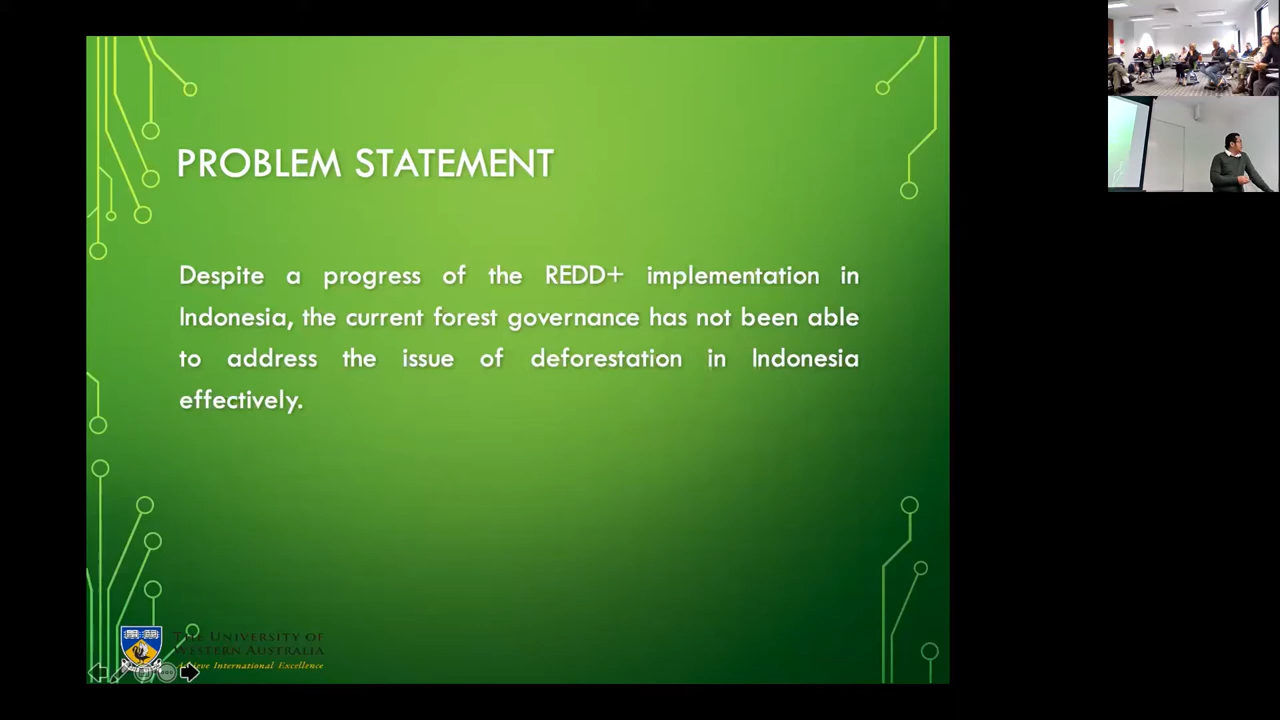 PROBLEM STATEMENT
Despite a progress of the REDD+ implementation in
Indonesia, the current forest governance has not been able
to address the issue of deforestation in Indonesia
effectively.
THE UNIVERSITY OF
WESTERN AUSTRALIA
Achieve International Excellence